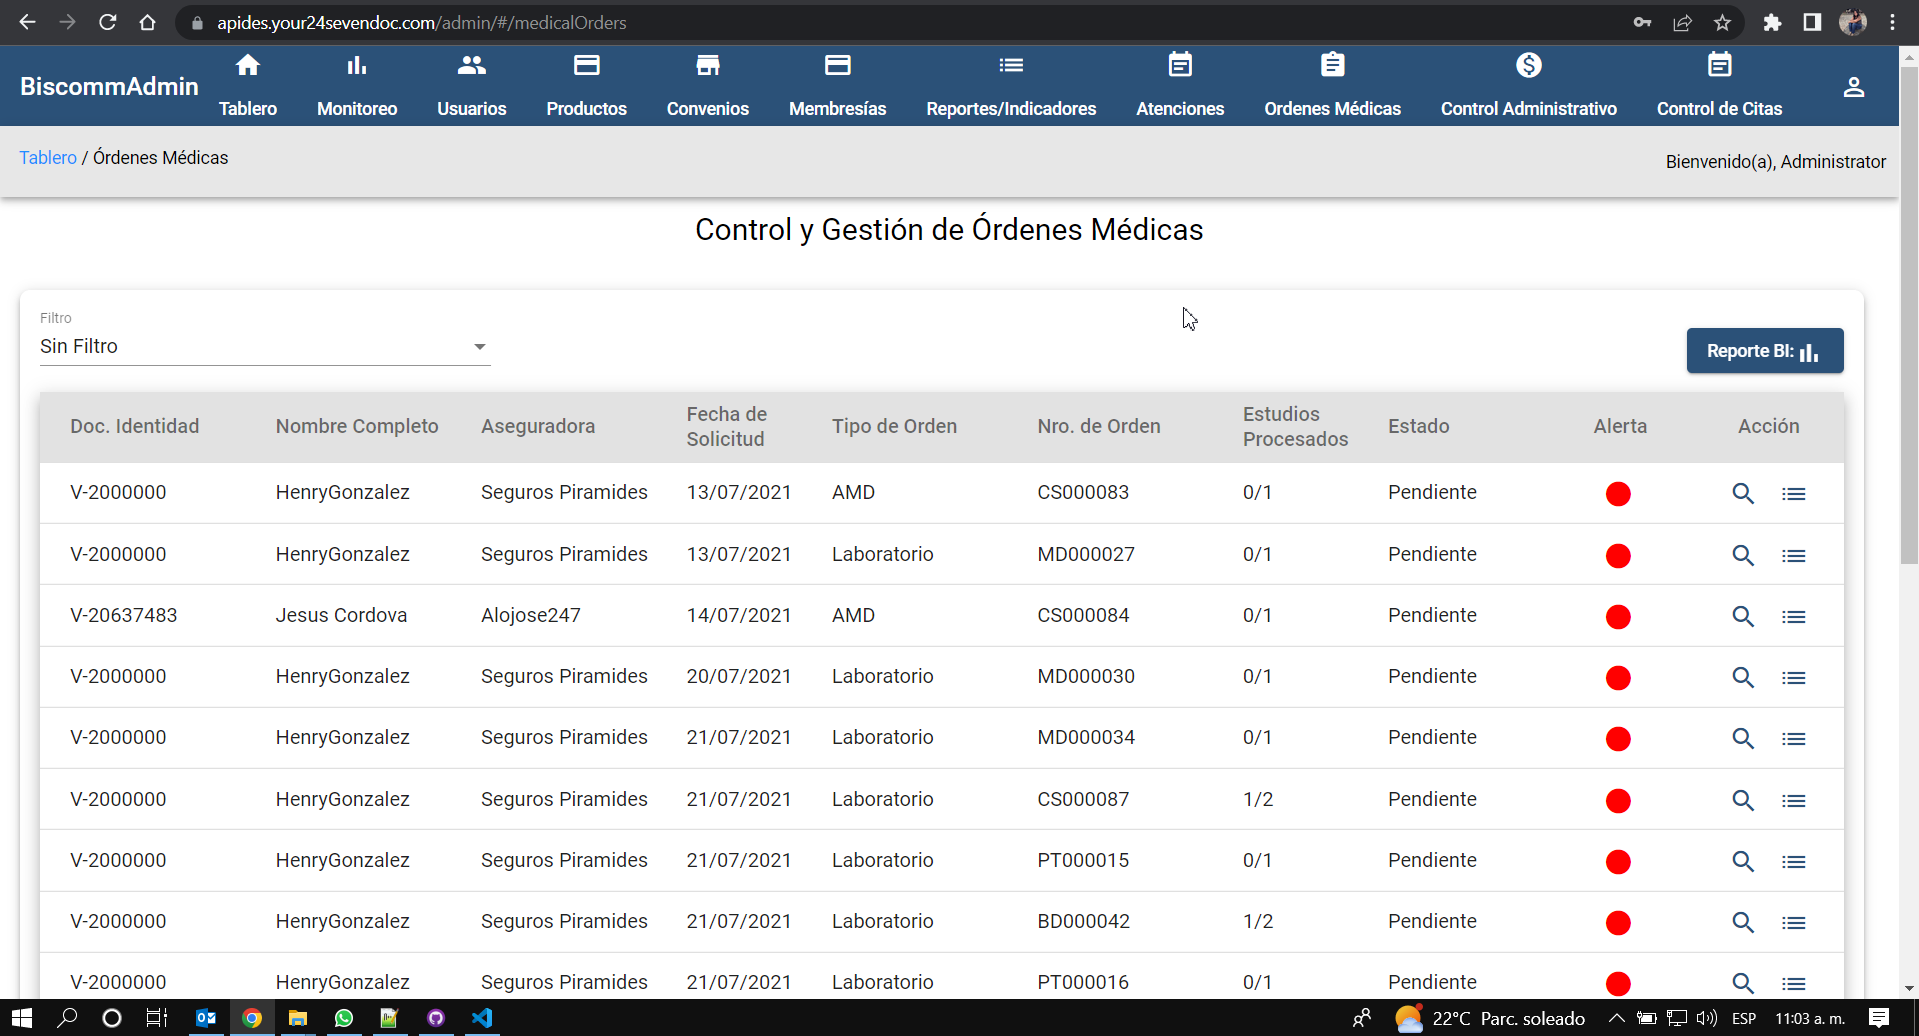 apides.your24sevendoc.com/admin/#/medicalOrders
BiscommAdmin
Tablero
Monitoreo
Usuarios
Productos
Convenios
Membresías
Reportes/Indicadores
Atenciones
Ordenes Médicas
Control Administrativo
Control de Citas
Tablero / Órdenes Médicas
Bienvenido(a), Administrator
Control y Gestión de Órdenes Médicas
Filtro
Sin Filtro
Reporte BI:
Doc. Identidad Nombre Completo Aseguradora Fecha de Solicitud Tipo de Orden Nro. de Orden Estudios Procesados Estado Alerta Acción
V-2000000 HenryGonzalez Seguros Piramides 13/07/2021 AMD CS000083 0/1 Pendiente
V-2000000 HenryGonzalez Seguros Piramides 13/07/2021 Laboratorio MD000027 0/1 Pendiente
V-20637483 Jesus Cordova Alojose247 14/07/2021 AMD CS000084 0/1 Pendiente
V-2000000 HenryGonzalez Seguros Piramides 20/07/2021 Laboratorio MD000030 0/1 Pendiente
V-2000000 HenryGonzalez Seguros Piramides 21/07/2021 Laboratorio MD000034 0/1 Pendiente
V-2000000 HenryGonzalez Seguros Piramides 21/07/2021 Laboratorio CS000087 1/2 Pendiente
V-2000000 HenryGonzalez Seguros Piramides 21/07/2021 Laboratorio PT000015 0/1 Pendiente
V-2000000 HenryGonzalez Seguros Piramides 21/07/2021 Laboratorio BD000042 1/2 Pendiente
V-2000000 HenryGonzalez Seguros Piramides 21/07/2021 Laboratorio PT000016 0/1 Pendiente
22°C Parc. soleado ESP 11:03 a. m.